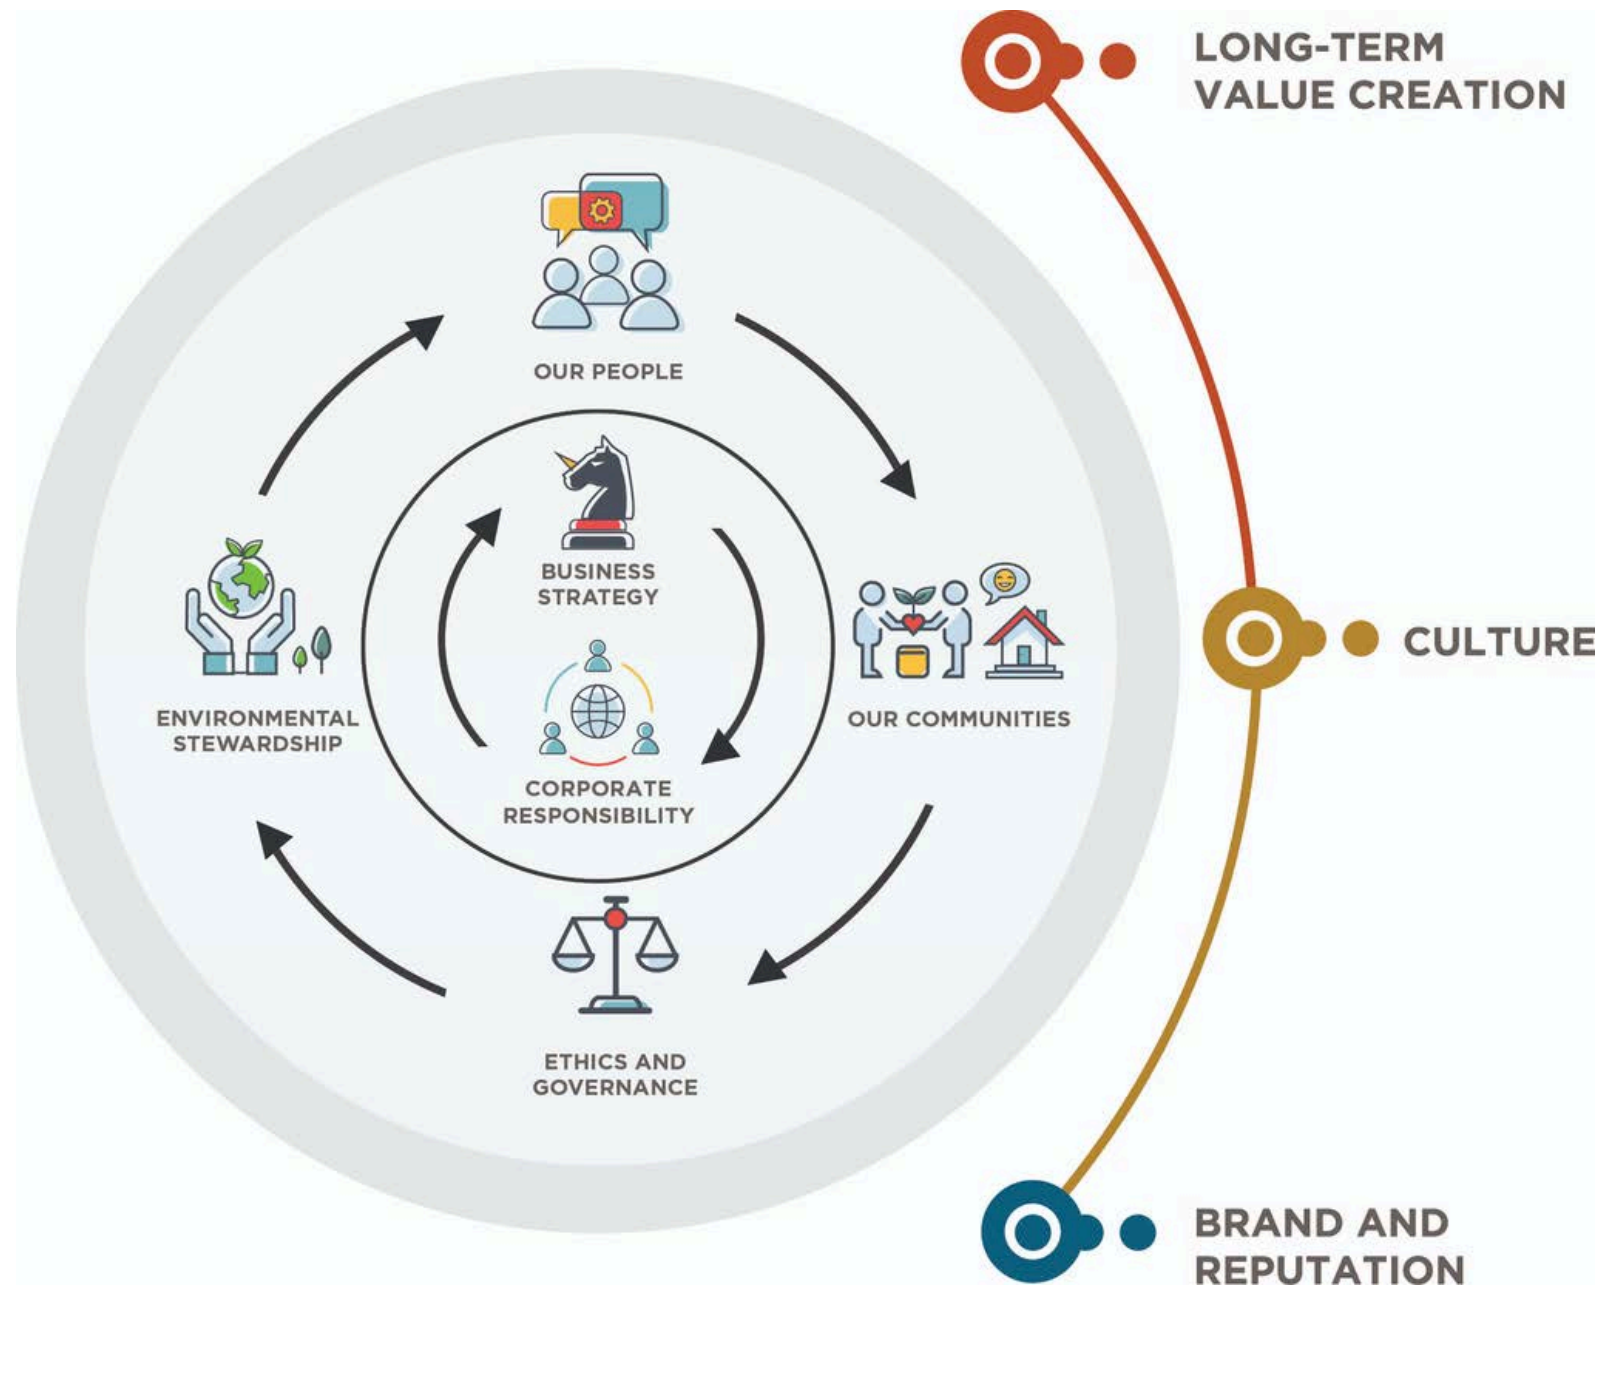 LONG-TERM
VALUE CREATION
OUR PEOPLE
BUSINESS
STRATEGY
CULTURE
ENVIRONMENTAL
STEWARDSHIP
OUR COMMUNITIES
CORPORATE
RESPONSIBILITY
ETHICS AND
GOVERNANCE
BRAND AND
REPUTATION